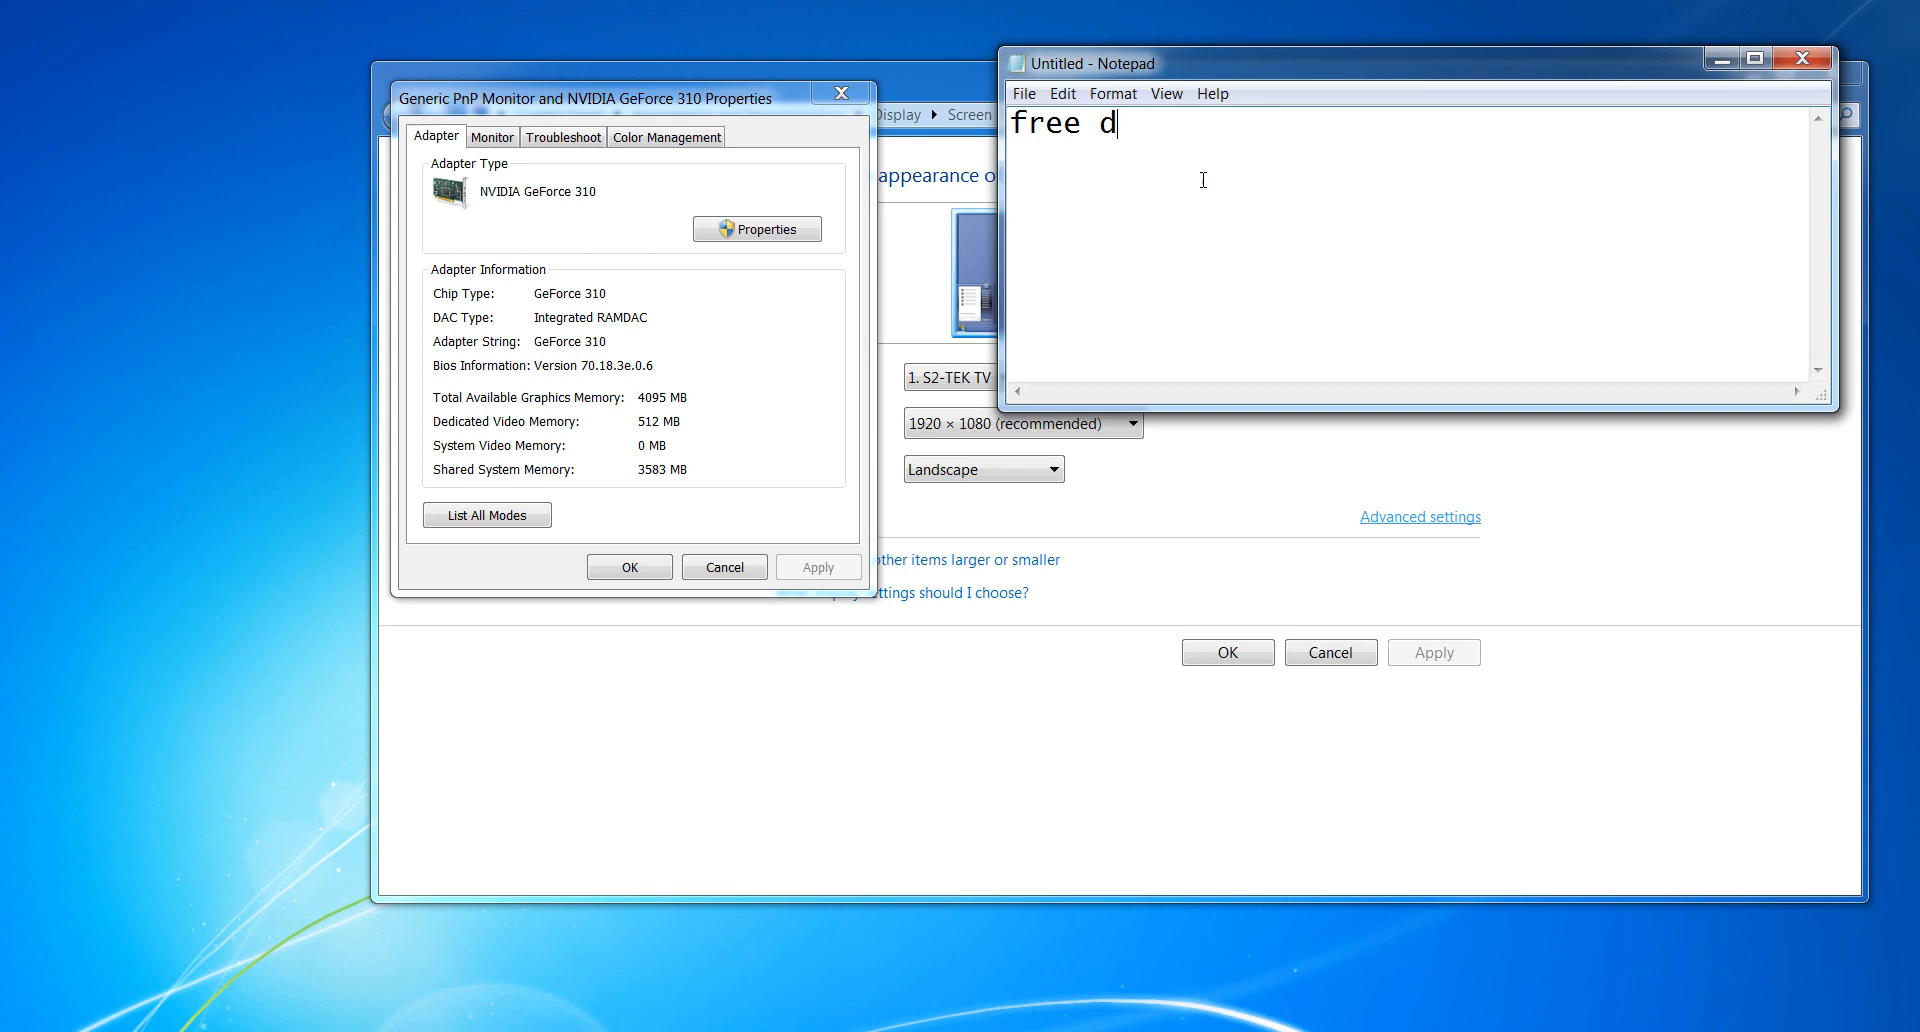 Generic PnP Monitor and NVIDIA GeForce 310 Properties
X
Adapter Monitor Troubleshoot Color Management
Adapter Type
NVIDIA GeForce 310
Properties
Adapter Information
Chip Type: GeForce 310
DAC Type: Integrated RAMDAC
Adapter String: GeForce 310
Bios Information: Version 70.18.3e.0.6
Total Available Graphics Memory: 4095 MB
Dedicated Video Memory: 512 MB
System Video Memory: 0 MB
Shared System Memory: 3583 MB
List All Modes
OK Cancel Apply
Untitled - Notepad
X
File Edit Format View Help
free d
Display Screen
appearance o
1. S2-TEK TV
1920 × 1080 (recommended)
Landscape
Advanced settings
other items larger or smaller
settings should I choose?
OK Cancel Apply